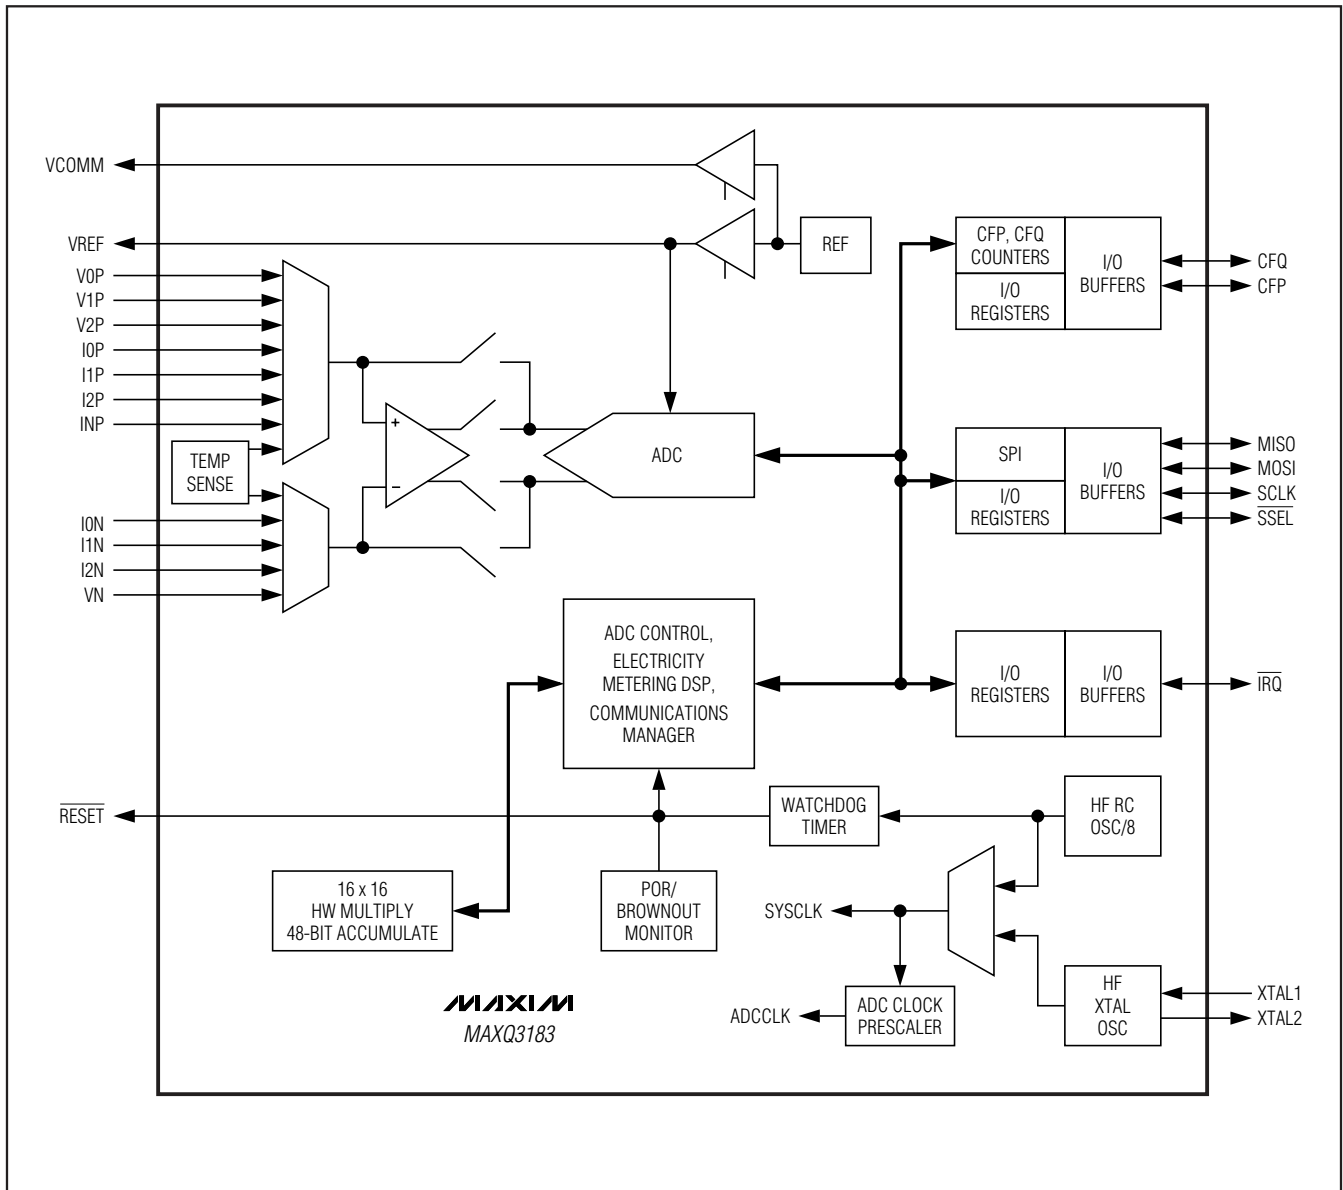 VCOMM
VREF
REF
V0P
V1P
V2P
I0P
I1P
I2P
INP
TEMP
SENSE
I0N
I1N
I2N
VN
+
−
ADC
CFP, CFQ
COUNTERS
I/O
REGISTERS
I/O
BUFFERS
CFQ
CFP
SPI
I/O
REGISTERS
I/O
BUFFERS
MISO
MOSI
SCLK
SSEL
ADC CONTROL,
ELECTRICITY
METERING DSP,
COMMUNICATIONS
MANAGER
I/O
REGISTERS
I/O
BUFFERS
IRQ
RESET
WATCHDOG
TIMER
HF RC
OSC/8
16 x 16
HW MULTIPLY
48-BIT ACCUMULATE
POR/
BROWNOUT
MONITOR
SYSCLK
ADCCLK
ADC CLOCK
PRESCALER
HF
XTAL
OSC
XTAL1
XTAL2
MAXIM
MAXQ3183